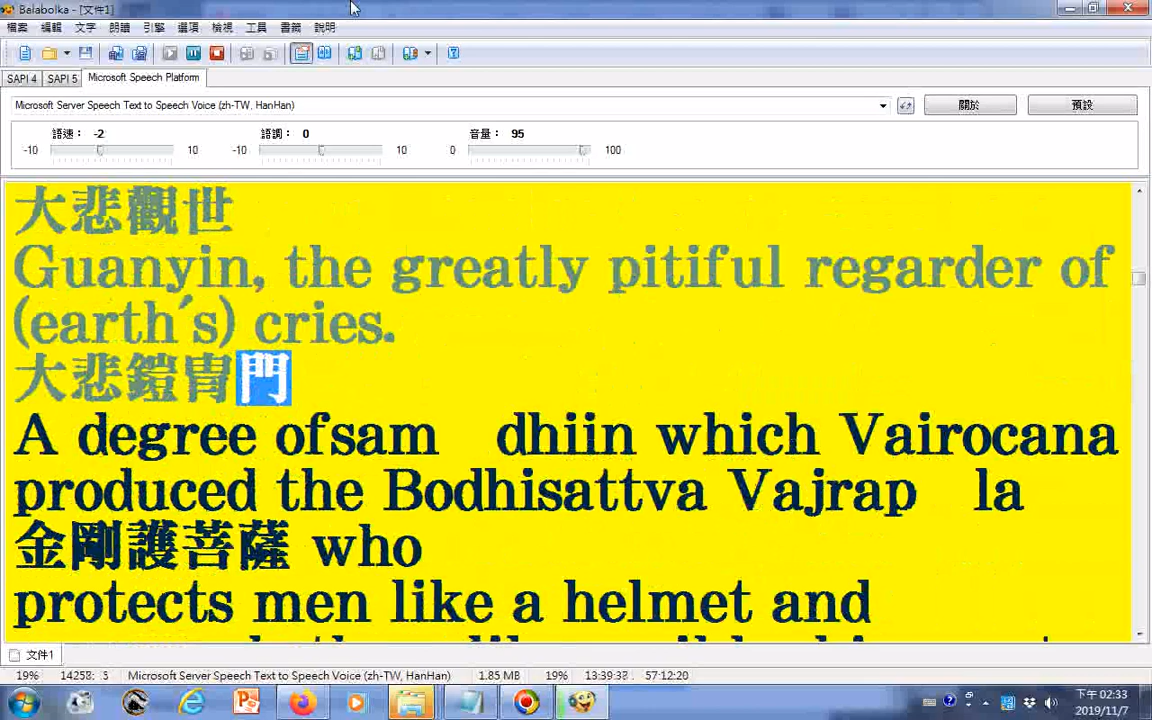 Balabolka - [文件1]
檔案 編輯 文字 朗讀 引擎 選項 檢視 工具 書籤 說明
SAPI 4 SAPI 5 Microsoft Speech Platform
Microsoft Server Speech Text to Speech Voice (zh-TW, HanHan) 關於 預設
語速： -2 語調： 0 音量： 95
-10 10 -10 10 0 100
大悲觀世
Guanyin, the greatly pitiful regarder of
(earth′s) cries.
大悲鎧冑門
A degree ofsam dhiin which Vairocana
produced the Bodhisattva Vajrap la
金剛護菩薩 who
protects men like a helmet and
文件1
19% Microsoft Server Speech Text to Speech Voice (zh-TW, HanHan) 1.85 MB 19% 57:12:20
下午 02:33
2019/11/7